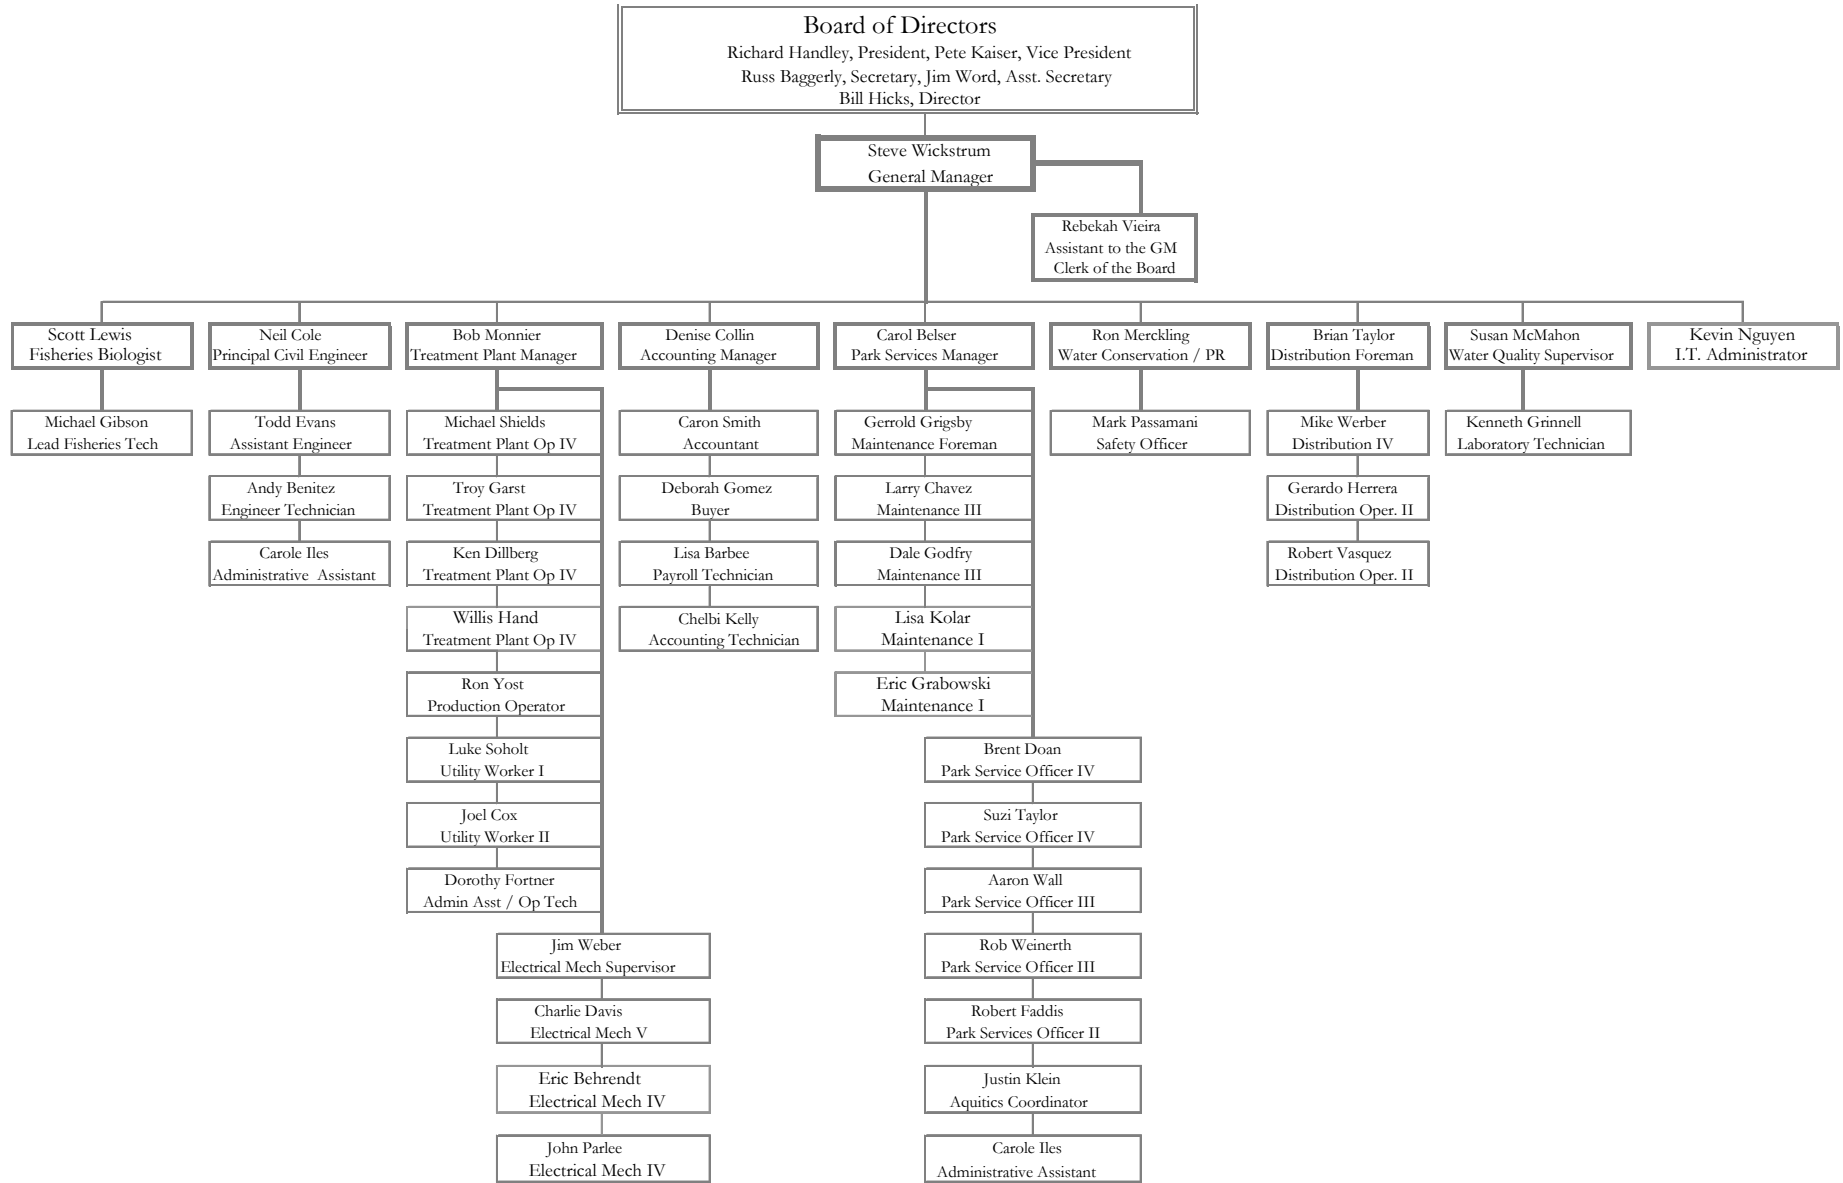 Board of Directors
Richard Handley, President, Pete Kaiser, Vice President
Russ Baggerly, Secretary, Jim Word, Asst. Secretary
Bill Hicks, Director
Steve Wickstrum
General Manager
Rebekah Vieira
Assistant to the GM
Clerk of the Board
Scott Lewis
Fisheries Biologist
Michael Gibson
Lead Fisheries Tech
Neil Cole
Principal Civil Engineer
Todd Evans
Assistant Engineer
Andy Benitez
Engineer Technician
Carole Iles
Administrative Assistant
Bob Monnier
Treatment Plant Manager
Michael Shields
Treatment Plant Op IV
Troy Garst
Treatment Plant Op IV
Ken Dillberg
Treatment Plant Op IV
Willis Hand
Treatment Plant Op IV
Ron Yost
Production Operator
Luke Soholt
Utility Worker I
Joel Cox
Utility Worker II
Dorothy Fortner
Admin Asst / Op Tech
Jim Weber
Electrical Mech Supervisor
Charlie Davis
Electrical Mech V
Eric Behrendt
Electrical Mech IV
John Parlee
Electrical Mech IV
Denise Collin
Accounting Manager
Caron Smith
Accountant
Deborah Gomez
Buyer
Lisa Barbee
Payroll Technician
Chelbi Kelly
Accounting Technician
Carol Belser
Park Services Manager
Gerrold Grigsby
Maintenance Foreman
Larry Chavez
Maintenance III
Dale Godfry
Maintenance III
Lisa Kolar
Maintenance I
Eric Grabowski
Maintenance I
Brent Doan
Park Service Officer IV
Suzi Taylor
Park Service Officer IV
Aaron Wall
Park Service Officer III
Rob Weinerth
Park Service Officer III
Robert Faddis
Park Services Officer II
Justin Klein
Aquitics Coordinator
Carole Iles
Administrative Assistant
Ron Merckling
Water Conservation / PR
Mark Passamani
Safety Officer
Brian Taylor
Distribution Foreman
Mike Werber
Distribution IV
Gerardo Herrera
Distribution Oper. II
Robert Vasquez
Distribution Oper. II
Susan McMahon
Water Quality Supervisor
Kenneth Grinnell
Laboratory Technician
Kevin Nguyen
I.T. Administrator